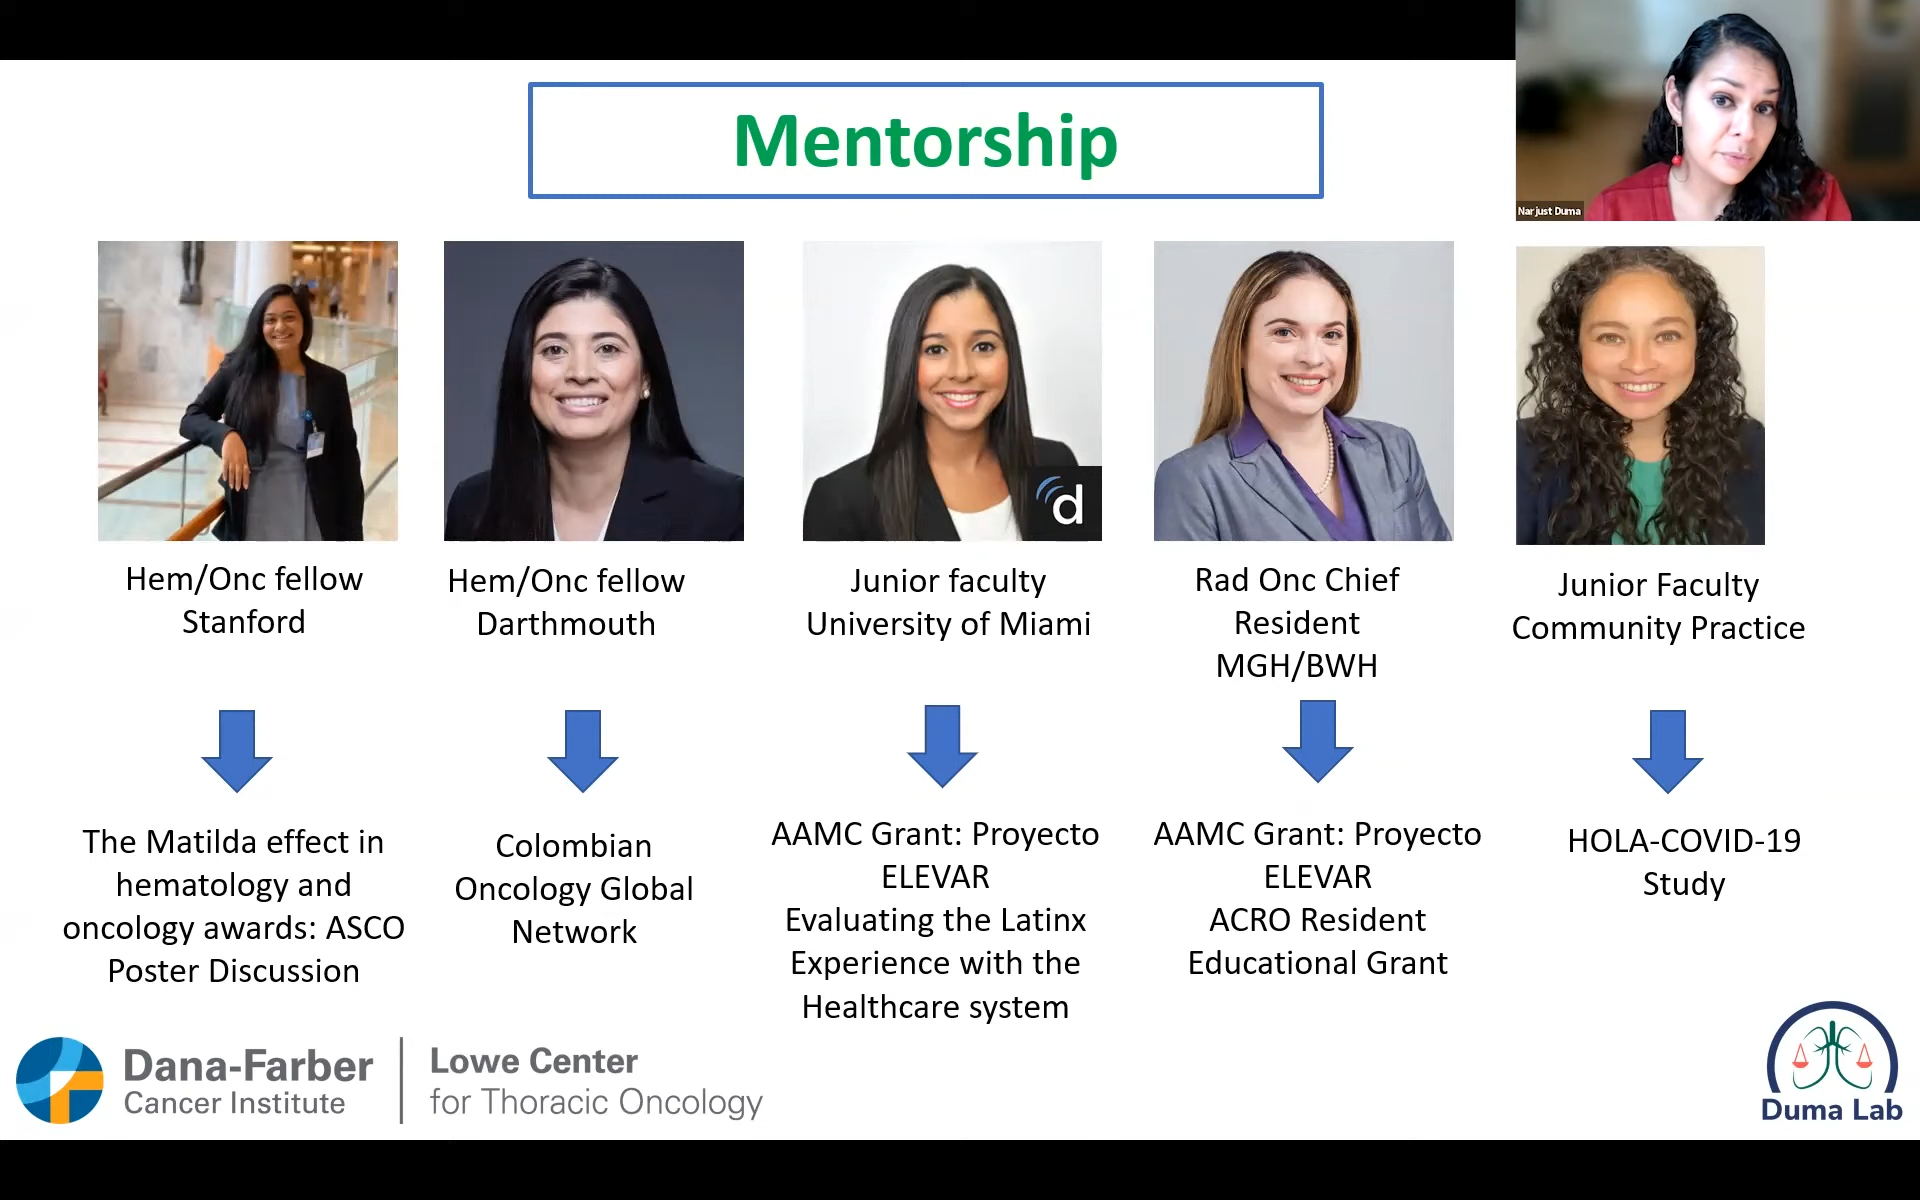 Mentorship
Narjust Duma
d
Hem/Onc fellow
Stanford
Hem/Onc fellow
Darthmouth
Junior faculty
University of Miami
Rad Onc Chief
Resident
MGH/BWH
Junior Faculty
Community Practice
The Matilda effect in
hematology and
oncology awards: ASCO
Poster Discussion
Colombian
Oncology Global
Network
AAMC Grant: Proyecto
ELEVAR
Evaluating the Latinx
Experience with the
Healthcare system
AAMC Grant: Proyecto
ELEVAR
ACRO Resident
Educational Grant
HOLA-COVID-19
Study
Dana-Farber
Cancer Institute
Lowe Center
for Thoracic Oncology
Duma Lab